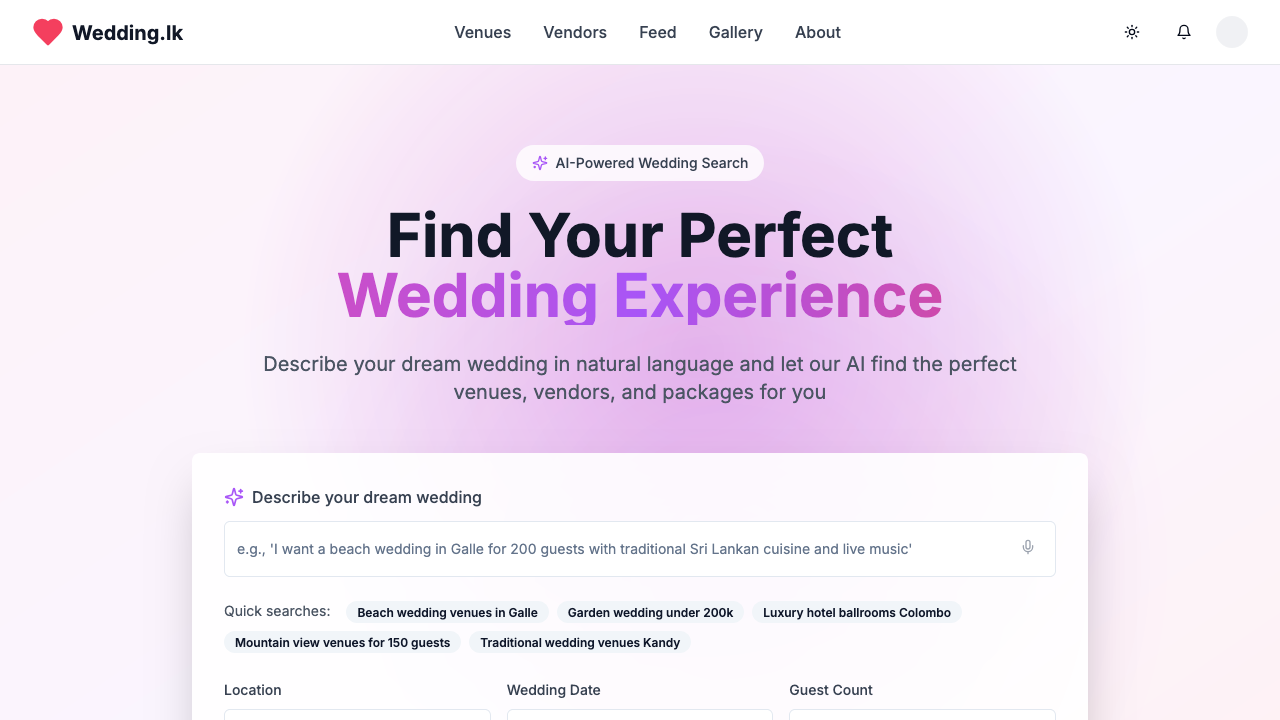 Wedding.lk
Venues
Vendors
Feed
Gallery
About
AI-Powered Wedding Search
Find Your Perfect
Wedding Experience
Describe your dream wedding in natural language and let our AI find the perfect
venues, vendors, and packages for you
Describe your dream wedding
e.g., 'I want a beach wedding in Galle for 200 guests with traditional Sri Lankan cuisine and live music'
Quick searches:
Beach wedding venues in Galle
Garden wedding under 200k
Luxury hotel ballrooms Colombo
Mountain view venues for 150 guests
Traditional wedding venues Kandy
Location
Wedding Date
Guest Count